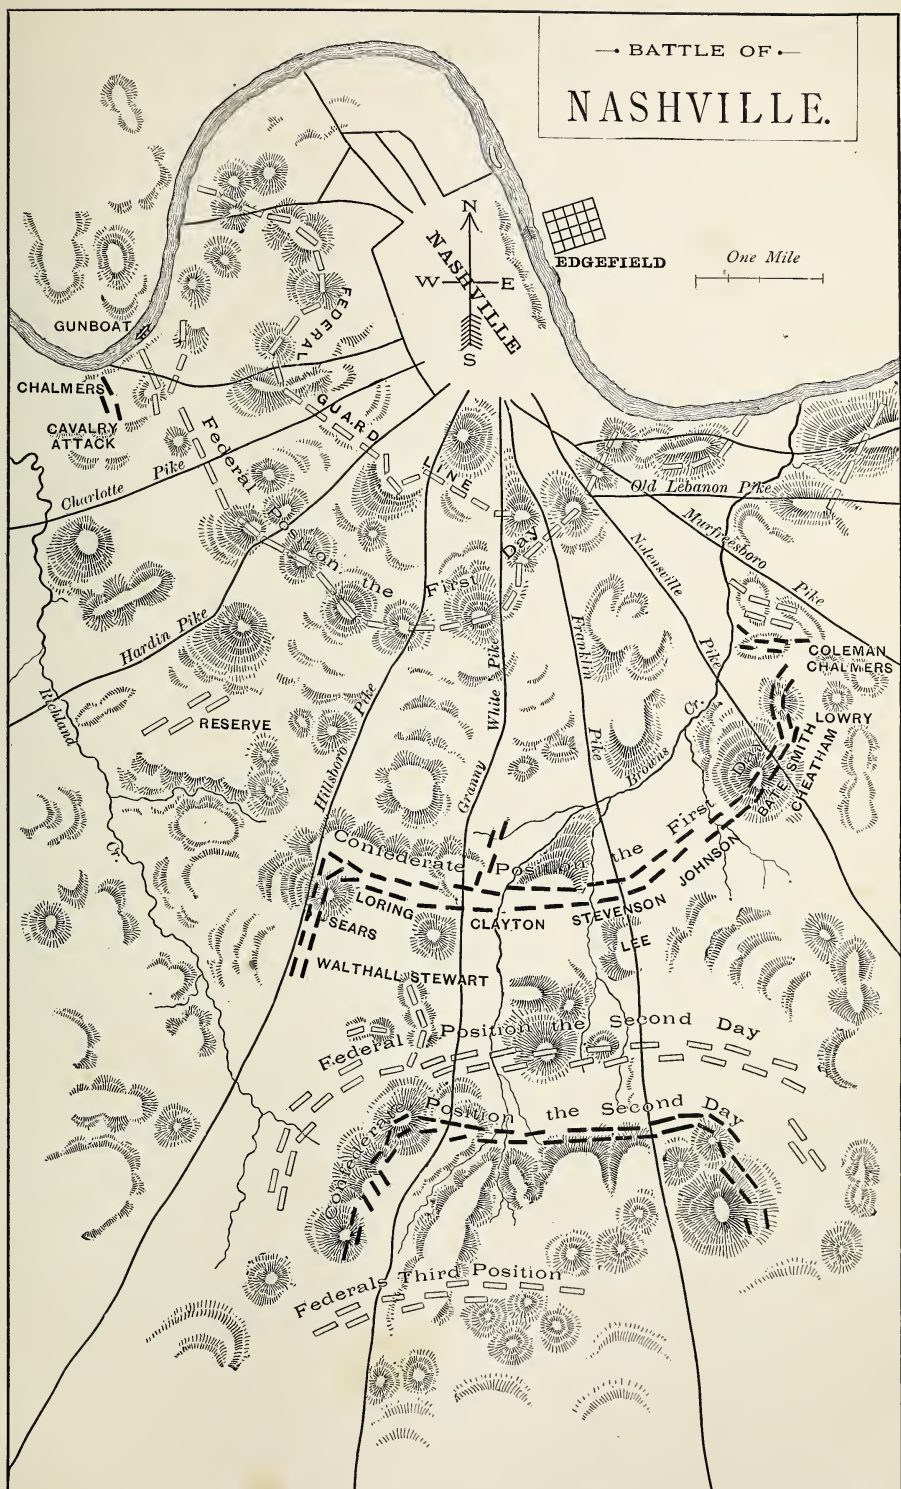 BATTLE OF
NASHVILLE.
N
NASHVILLE
W E
S
EDGEFIELD
One Mile
GUNBOAT
FEDERAL
GUARD
LINE
CHALMERS
CAVALRY
ATTACK
Federal Position the First Day
Charlotte Pike
Old Lebanon Pike
Murfreesboro Pike
Nolensville Pike
Hardin Pike
Richland Cr.
Hillsboro Pike
Granny White Pike
Franklin Pike
Browns Cr.
COLEMAN
CHALMERS
RESERVE
LOWRY
SMITH
BATE
CHEATHAM
JOHNSON
Confederate Position the First Day
LORING
SEARS
CLAYTON
STEVENSON
LEE
WALTHALL STEWART
Federal Position the Second Day
Confederate Position the Second Day
Federals Third Position